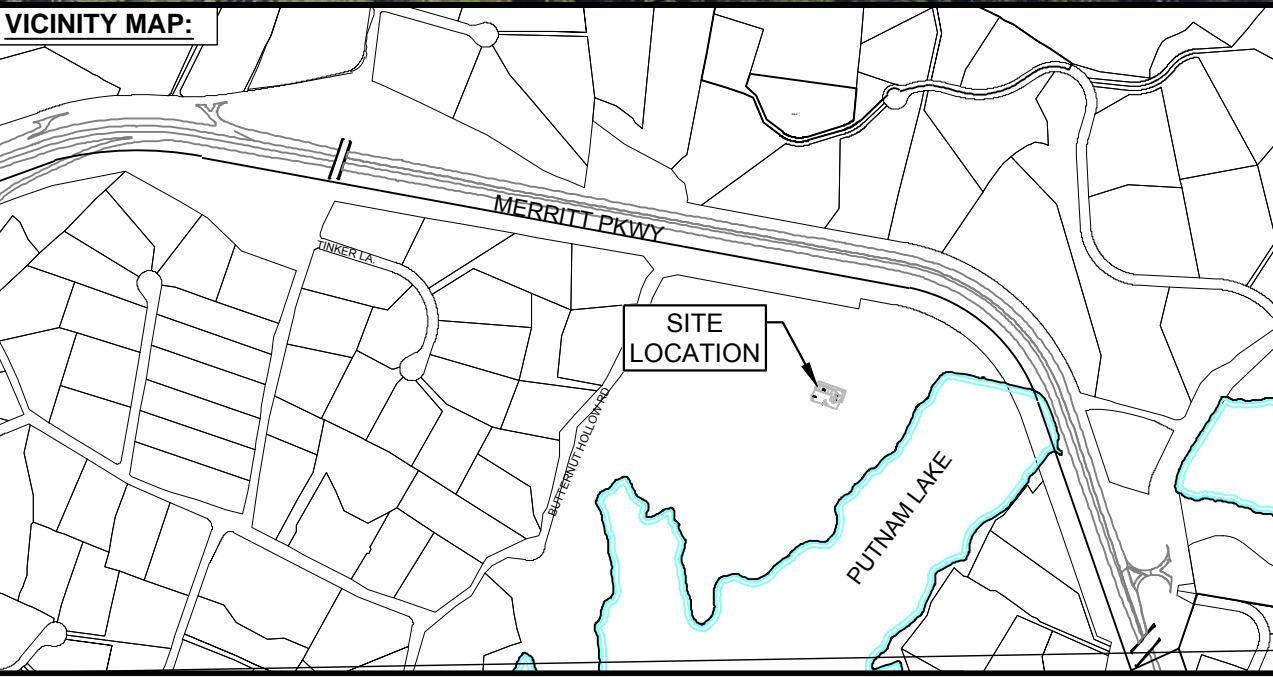 VICINITY MAP:
MERRITT PKWY
TINKER LA.
SITE
LOCATION
BUTTERNUT HOLLOW RD
PUTNAM LAKE